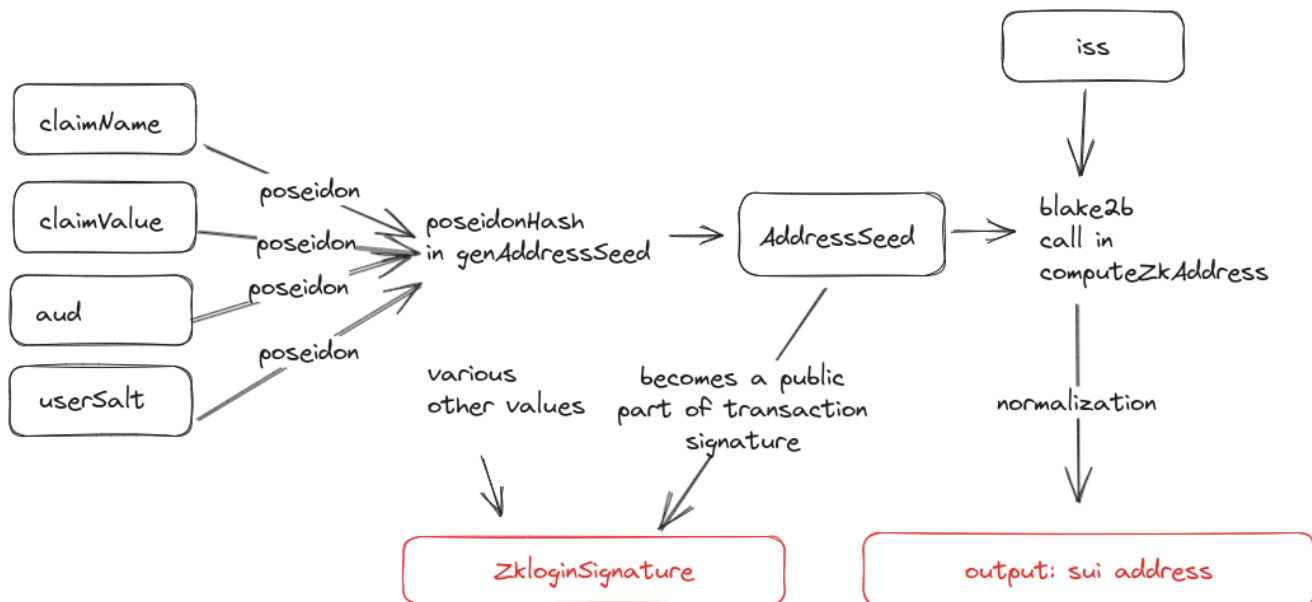 iss
claimName
claimValue
aud
userSalt
poseidon
poseidon
poseidon
poseidon
poseidonHash
in genAddressSeed
AddressSeed
blake2b
call in
computeZkAddress
various
other values
becomes a public
part of transaction
signature
normalization
ZkloginSignature
output: sui address